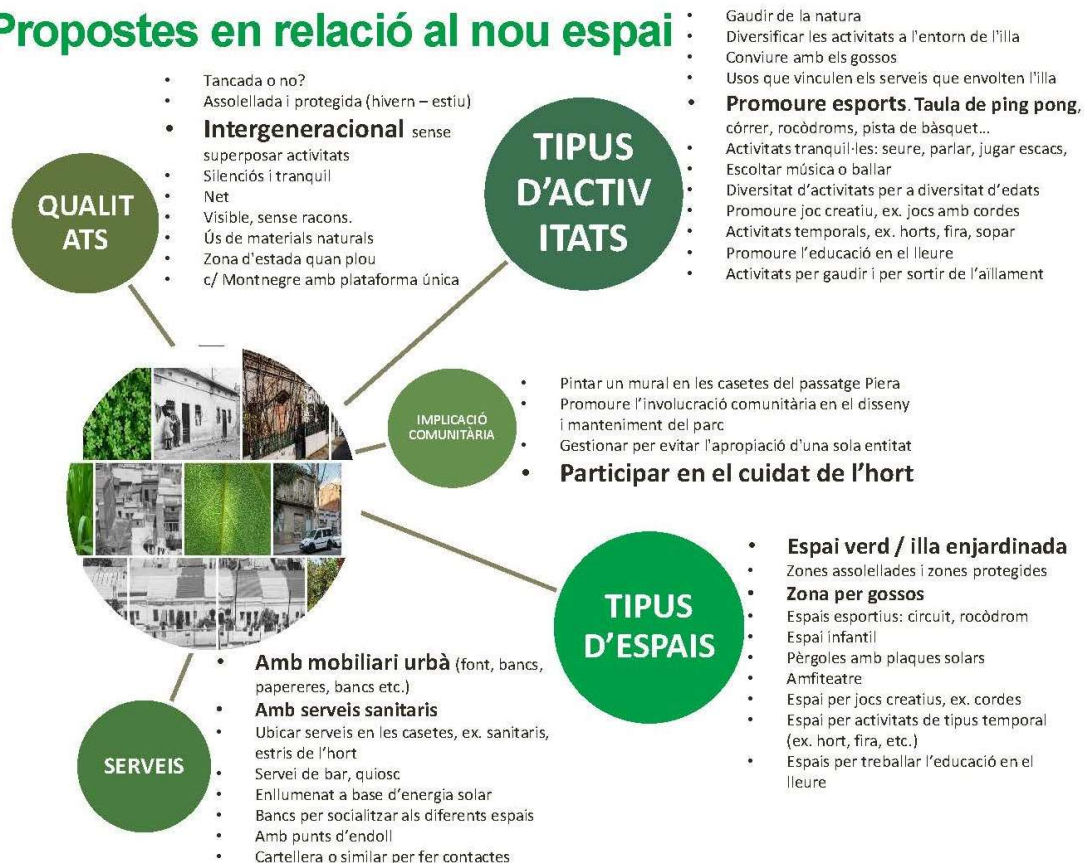 Propostes en relació al nou espai
QUALIT
ATS
• Tancada o no?
• Assolellada i protegida (hivern – estiu)
• Intergeneracional sense
superposar activitats
• Silenciós i tranquil
• Net
• Visible, sense racons.
• Ús de materials naturals
• Zona d'estada quan plou
• c/ Montnegre amb plataforma única
TIPUS
D'ACTIV
ITATS
• Gaudir de la natura
• Diversificar les activitats a l'entorn de l'illa
• Conviure amb els gossos
• Usos que vinculen els serveis que envolten l'illa
• Promoure esports. Taula de ping pong,
córrer, rocòdroms, pista de bàsquet...
• Activitats tranquil·les: seure, parlar, jugar escacs,
• Escoltar música o ballar
• Diversitat d'activitats per a diversitat d'edats
• Promoure joc creatiu, ex. jocs amb cordes
• Activitats temporals, ex. horts, fira, sopar
• Promoure l'educació en el lleure
• Activitats per gaudir i per sortir de l'aïllament
IMPLICACIÓ
COMUNITÀRIA
• Pintar un mural en les casetes del passatge Piera
• Promoure l'involucració comunitària en el disseny
i manteniment del parc
• Gestionar per evitar l'apropiació d'una sola entitat
• Participar en el cuidat de l'hort
TIPUS
D'ESPAIS
• Espai verd / illa enjardinada
• Zones assolellades i zones protegides
• Zona per gossos
• Espais esportius: circuit, rocòdrom
• Espai infantil
• Pèrgoles amb plaques solars
• Amfiteatre
• Espai per jocs creatius, ex. cordes
• Espai per activitats de tipus temporal
(ex. hort, fira, etc.)
• Espais per treballar l'educació en el
lleure
SERVEIS
• Amb mobiliari urbà (font, bancs,
papereres, bancs etc.)
• Amb serveis sanitaris
• Ubicar serveis en les casetes, ex. sanitaris,
estris de l'hort
• Servei de bar, quiosc
• Enllumenat a base d'energia solar
• Bancs per socialitzar als diferents espais
• Amb punts d'endoll
• Cartellera o similar per fer contactes